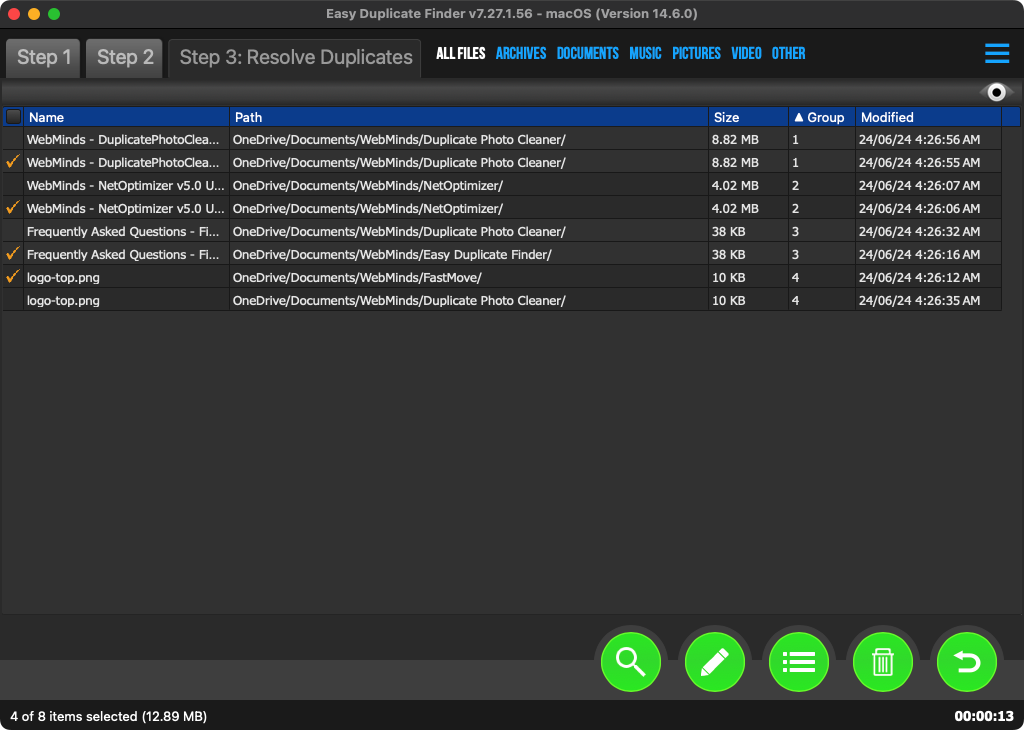 Easy Duplicate Finder v7.27.1.56 - macOS (Version 14.6.0)
Step 1 Step 2 Step 3: Resolve Duplicates ALL FILES ARCHIVES DOCUMENTS MUSIC PICTURES VIDEO OTHER
Name Path Size ▲ Group Modified
WebMinds - DuplicatePhotoClea... OneDrive/Documents/WebMinds/Duplicate Photo Cleaner/ 8.82 MB 1 24/06/24 4:26:56 AM
WebMinds - DuplicatePhotoClea... OneDrive/Documents/WebMinds/Duplicate Photo Cleaner/ 8.82 MB 1 24/06/24 4:26:55 AM
WebMinds - NetOptimizer v5.0 U... OneDrive/Documents/WebMinds/NetOptimizer/ 4.02 MB 2 24/06/24 4:26:07 AM
WebMinds - NetOptimizer v5.0 U... OneDrive/Documents/WebMinds/NetOptimizer/ 4.02 MB 2 24/06/24 4:26:06 AM
Frequently Asked Questions - Fi... OneDrive/Documents/WebMinds/Duplicate Photo Cleaner/ 38 KB 3 24/06/24 4:26:32 AM
Frequently Asked Questions - Fi... OneDrive/Documents/WebMinds/Easy Duplicate Finder/ 38 KB 3 24/06/24 4:26:16 AM
logo-top.png OneDrive/Documents/WebMinds/FastMove/ 10 KB 4 24/06/24 4:26:12 AM
logo-top.png OneDrive/Documents/WebMinds/Duplicate Photo Cleaner/ 10 KB 4 24/06/24 4:26:35 AM
4 of 8 items selected (12.89 MB) 00:00:13